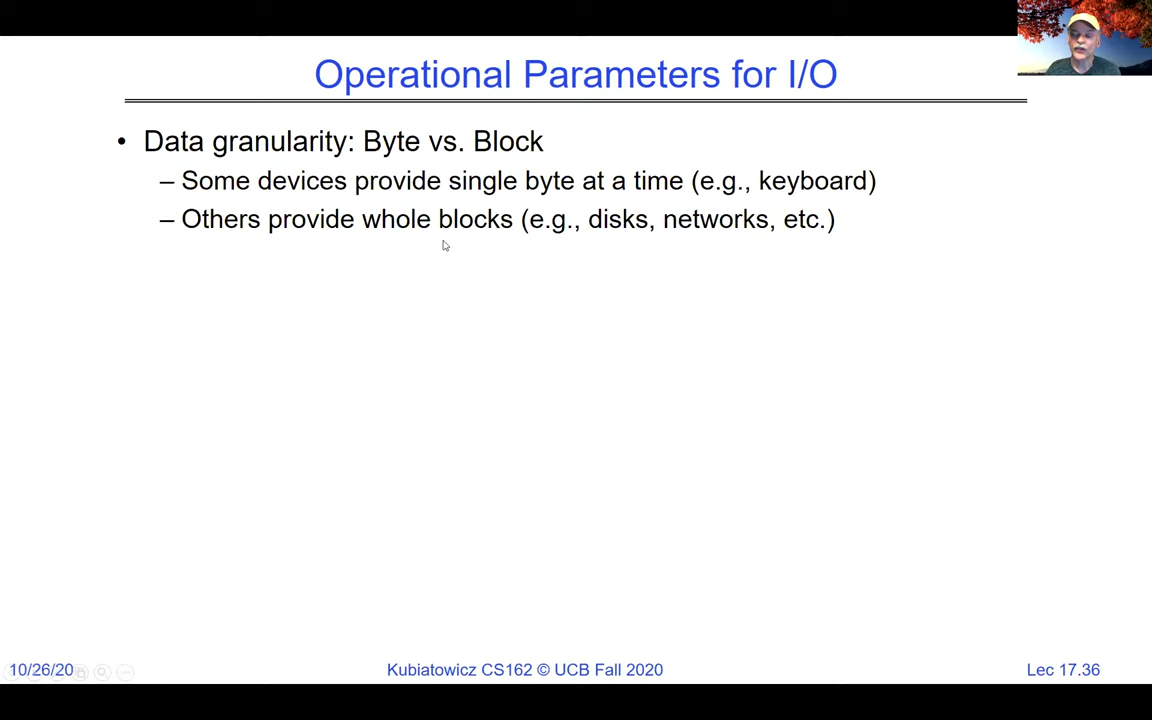 Operational Parameters for I/O
• Data granularity: Byte vs. Block
– Some devices provide single byte at a time (e.g., keyboard)
– Others provide whole blocks (e.g., disks, networks, etc.)
10/26/20
Kubiatowicz CS162 © UCB Fall 2020
Lec 17.36